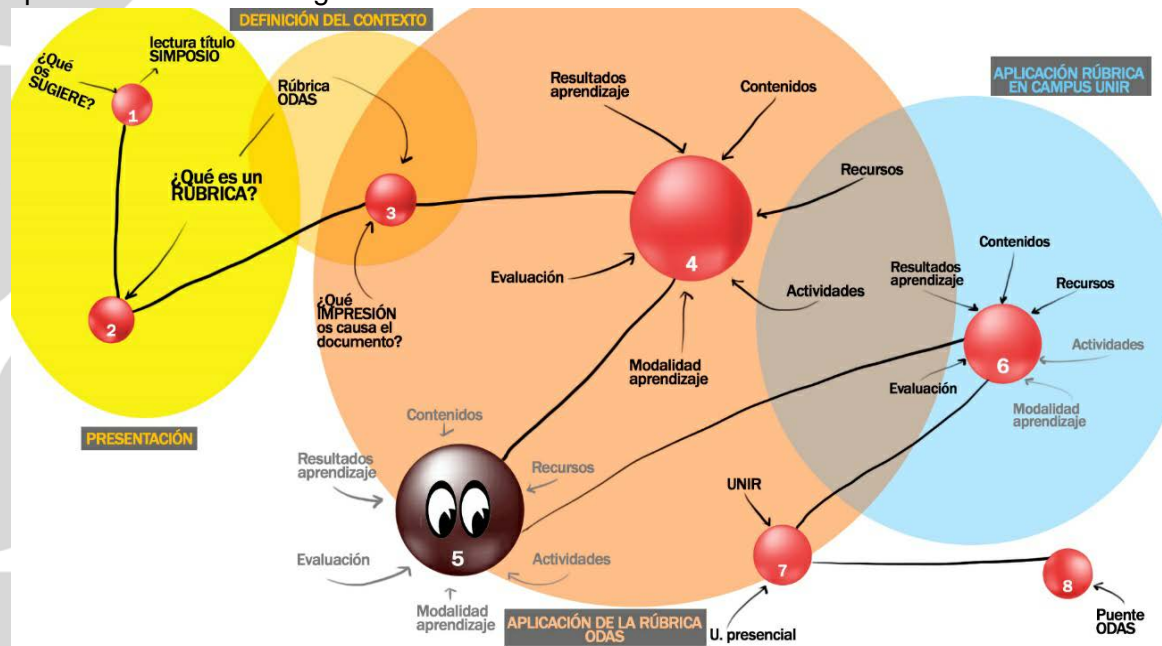 DEFINICIÓN DEL CONTEXTO
lectura título
SIMPOSIO
¿Qué
os
SUGIERE?
1
Rúbrica
ODAS
¿Qué es un
RÚBRICA?
2
3
¿Qué
IMPRESIÓN
os causa el
documento?
PRESENTACIÓN
Resultados
aprendizaje
Contenidos
Recursos
4
Evaluación
Actividades
Modalidad
aprendizaje
APLICACIÓN RÚBRICA
EN CAMPUS UNIR
Contenidos
Resultados
aprendizaje
Recursos
Actividades
6
Evaluación
Modalidad
aprendizaje
Contenidos
Resultados
aprendizaje
Recursos
5
Evaluación
Actividades
Modalidad
aprendizaje
APLICACIÓN DE LA RÚBRICA
ODAS
UNIR
7
U. presencial
8
Puente
ODAS